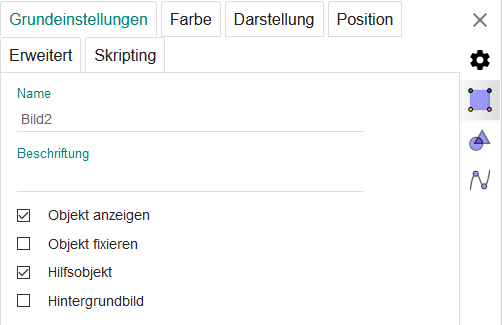 Grundeinstellungen Farbe Darstellung Position
Erweitert Skripting
Name
Bild2
Beschriftung
Objekt anzeigen
Objekt fixieren
Hilfsobjekt
Hintergrundbild